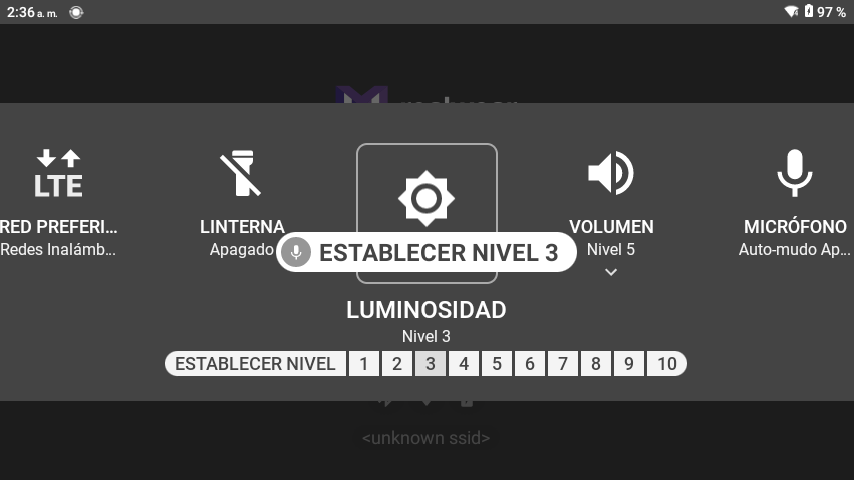 2:36 a. m.
97 %
LTE
RED PREFERI...
Redes Inalámb...
LINTERNA
Apagado
ESTABLECER NIVEL 3
VOLUMEN
Nivel 5
MICRÓFONO
Auto-mudo Ap...
LUMINOSIDAD
Nivel 3
ESTABLECER NIVEL 1 2 3 4 5 6 7 8 9 10
<unknown ssid>